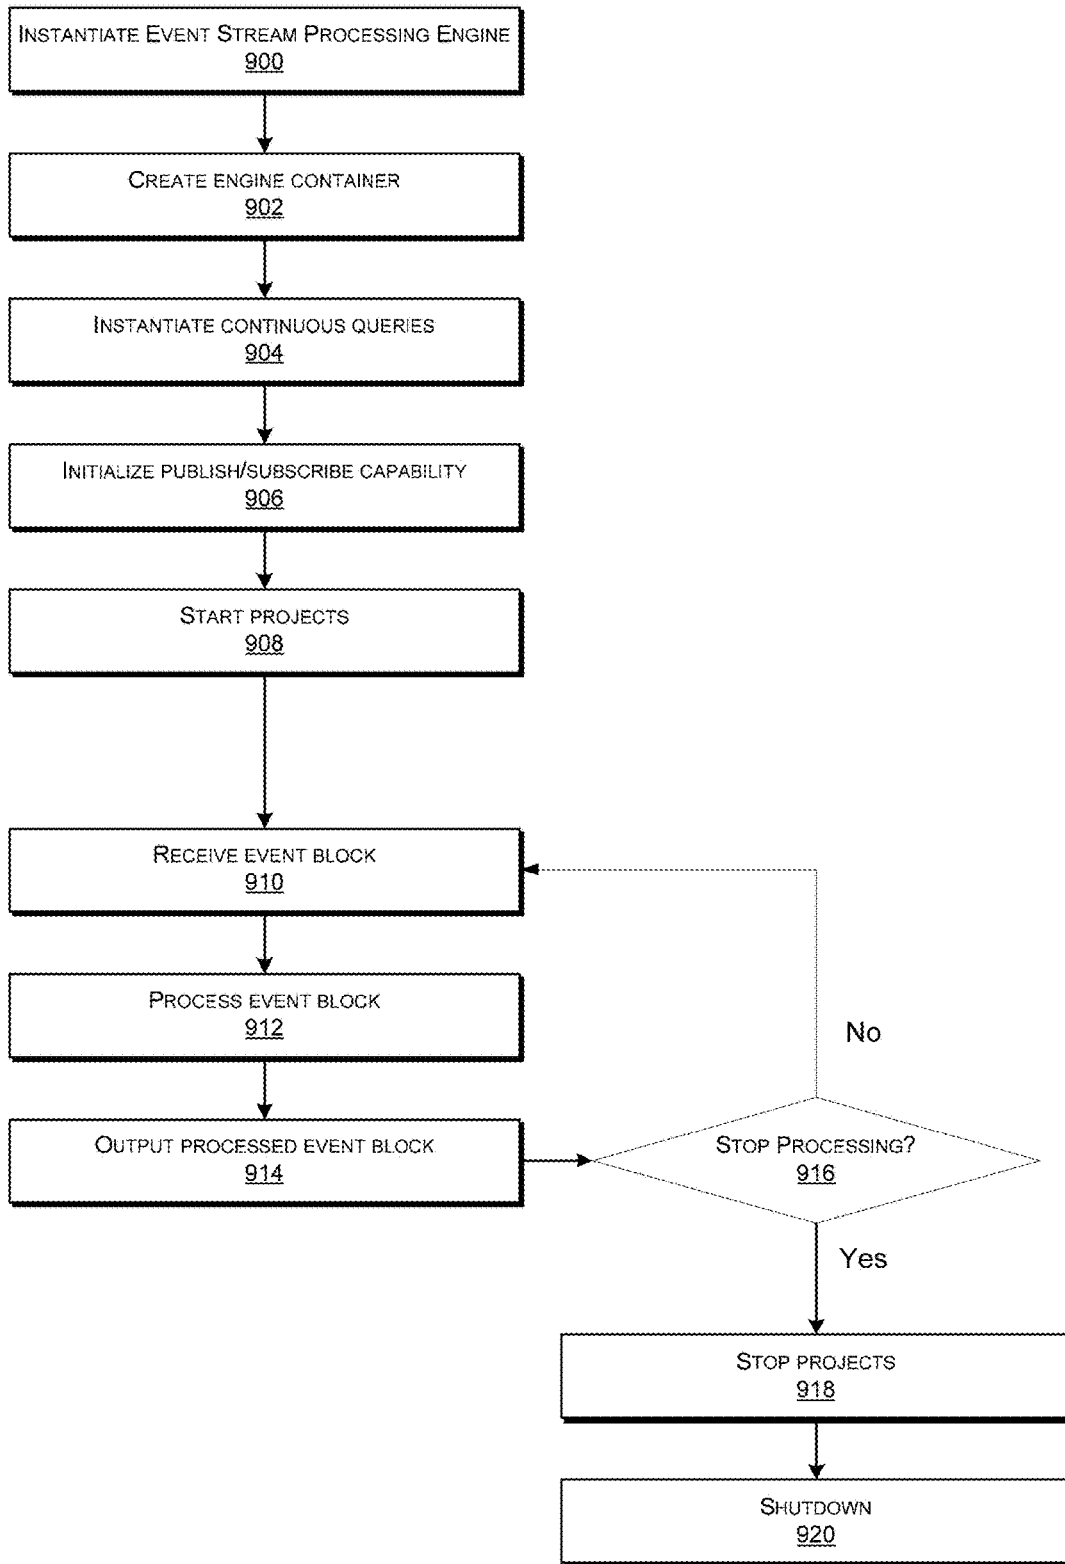 INSTANTIATE EVENT STREAM PROCESSING ENGINE
900
CREATE ENGINE CONTAINER
902
INSTANTIATE CONTINUOUS QUERIES
904
INITIALIZE PUBLISH/SUBSCRIBE CAPABILITY
906
START PROJECTS
908
RECEIVE EVENT BLOCK
910
PROCESS EVENT BLOCK
912
No
OUTPUT PROCESSED EVENT BLOCK
914
STOP PROCESSING?
916
Yes
STOP PROJECTS
918
SHUTDOWN
920